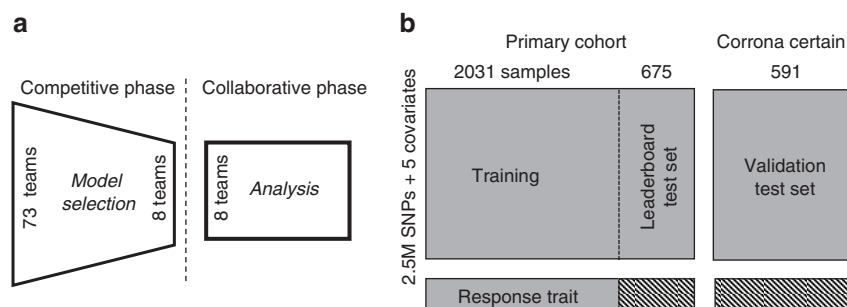 a
Competitive phase
Collaborative phase
73 teams
Model
selection
8 teams
8 teams
Analysis
b
Primary cohort
Corrona certain
2031 samples
675
591
2.5M SNPs + 5 covariates
Training
Leaderboard
test set
Validation
test set
Response trait